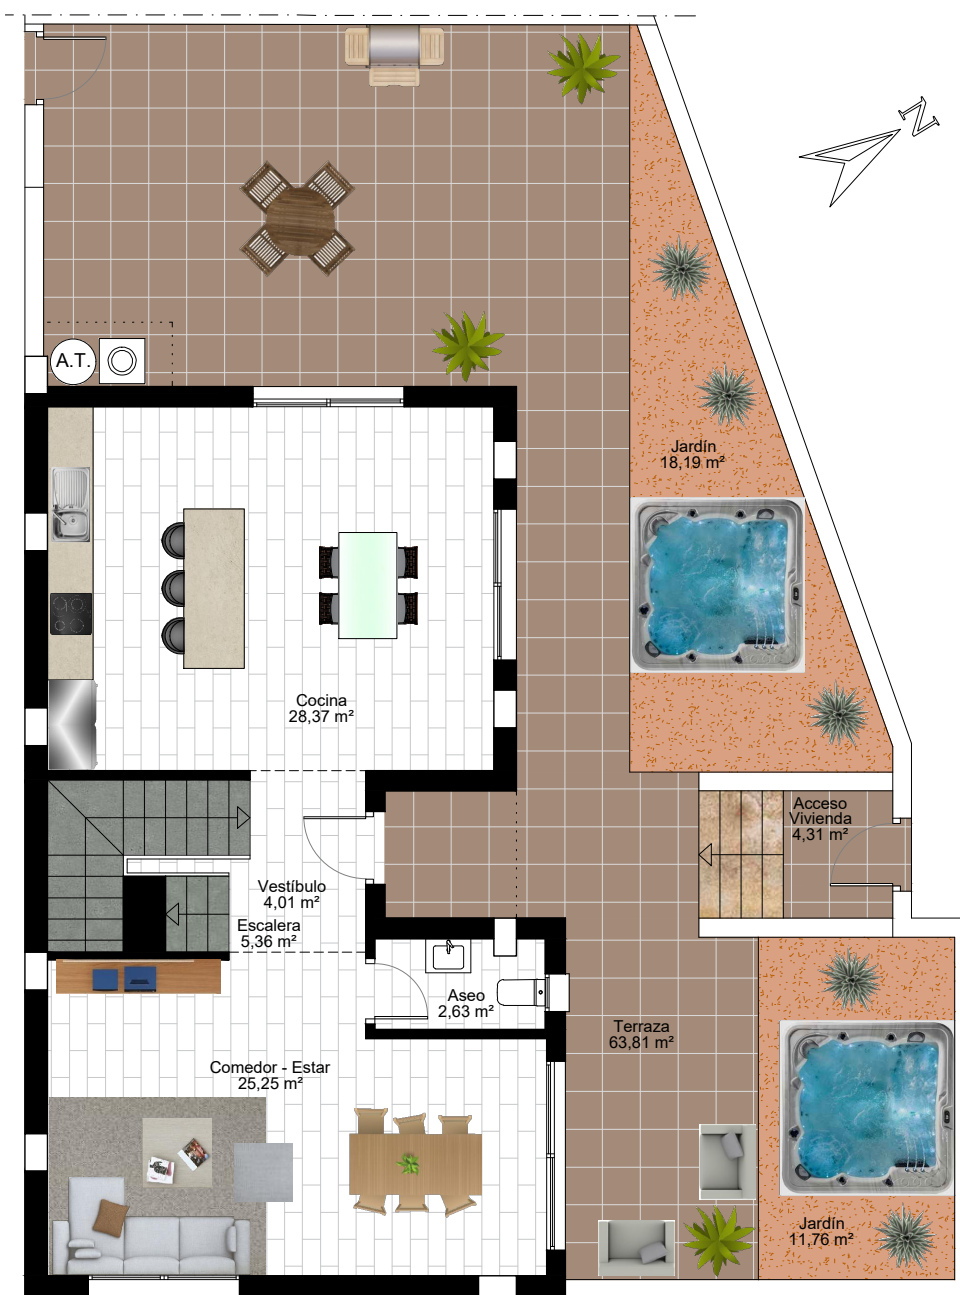 N
A.T.
Jardín
18,19 m²
Cocina
28,37 m²
Acceso
Vivienda
4,31 m²
Vestíbulo
4,01 m²
Escalera
5,36 m²
Aseo
2,63 m²
Terraza
63,81 m²
Comedor - Estar
25,25 m²
Jardín
11,76 m²